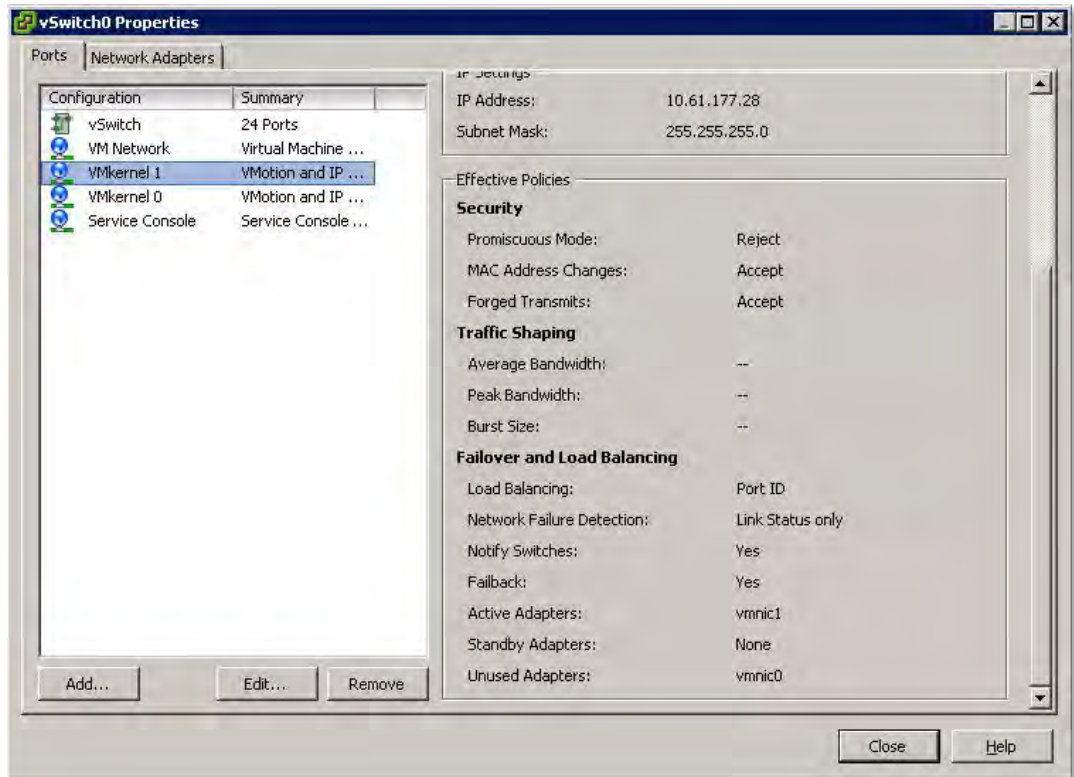 vSwitch0 Properties
Ports Network Adapters
Configuration Summary
vSwitch 24 Ports
VM Network Virtual Machine ...
VMkernel 1 VMotion and IP ...
VMkernel 0 VMotion and IP ...
Service Console Service Console ...
Add... Edit... Remove
IP Settings
IP Address: 10.61.177.28
Subnet Mask: 255.255.255.0
Effective Policies
Security
Promiscuous Mode: Reject
MAC Address Changes: Accept
Forged Transmits: Accept
Traffic Shaping
Average Bandwidth: --
Peak Bandwidth: --
Burst Size: --
Failover and Load Balancing
Load Balancing: Port ID
Network Failure Detection: Link Status only
Notify Switches: Yes
Failback: Yes
Active Adapters: vmnic1
Standby Adapters: None
Unused Adapters: vmnic0
Close Help